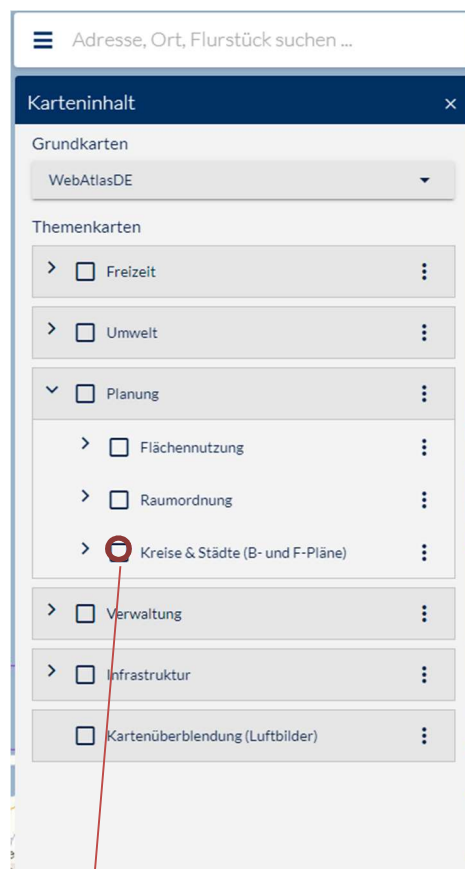 Adresse, Ort, Flurstück suchen ...
Karteninhalt
Grundkarten
WebAtlasDE
Themenkarten
Freizeit
Umwelt
Planung
Flächennutzung
Raumordnung
Kreise & Städte (B- und F-Pläne)
Verwaltung
Infrastruktur
Kartenüberblendung (Luftbilder)